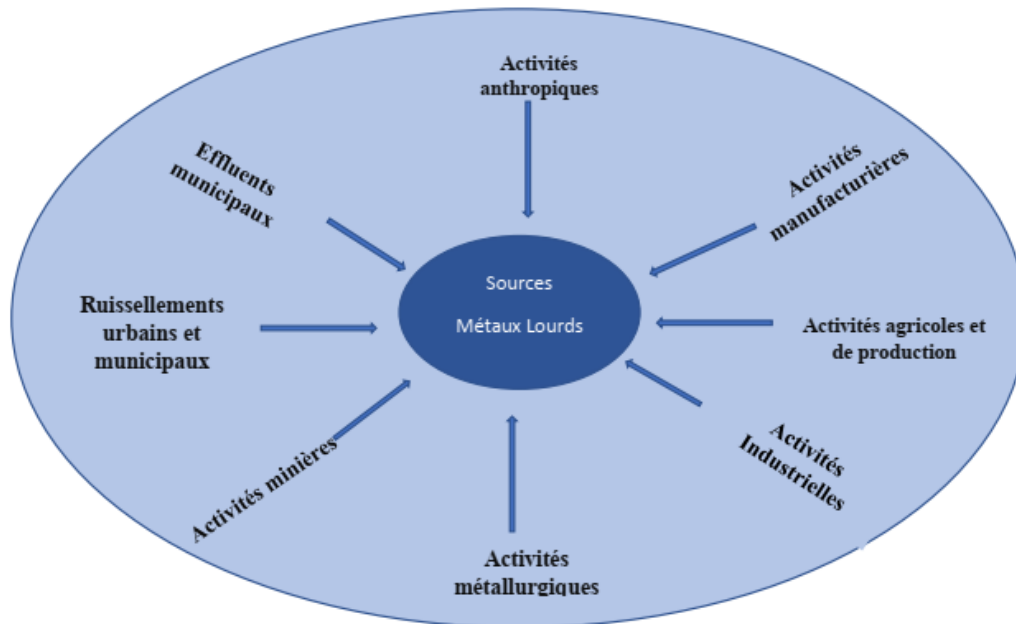 Activités
anthropiques
Effluents
municipaux
Activités
manufacturières
Sources
Métaux Lourds
Ruissellements
urbains et
municipaux
Activités agricoles et
de production
Activités minières
Activités
Industrielles
Activités
métallurgiques